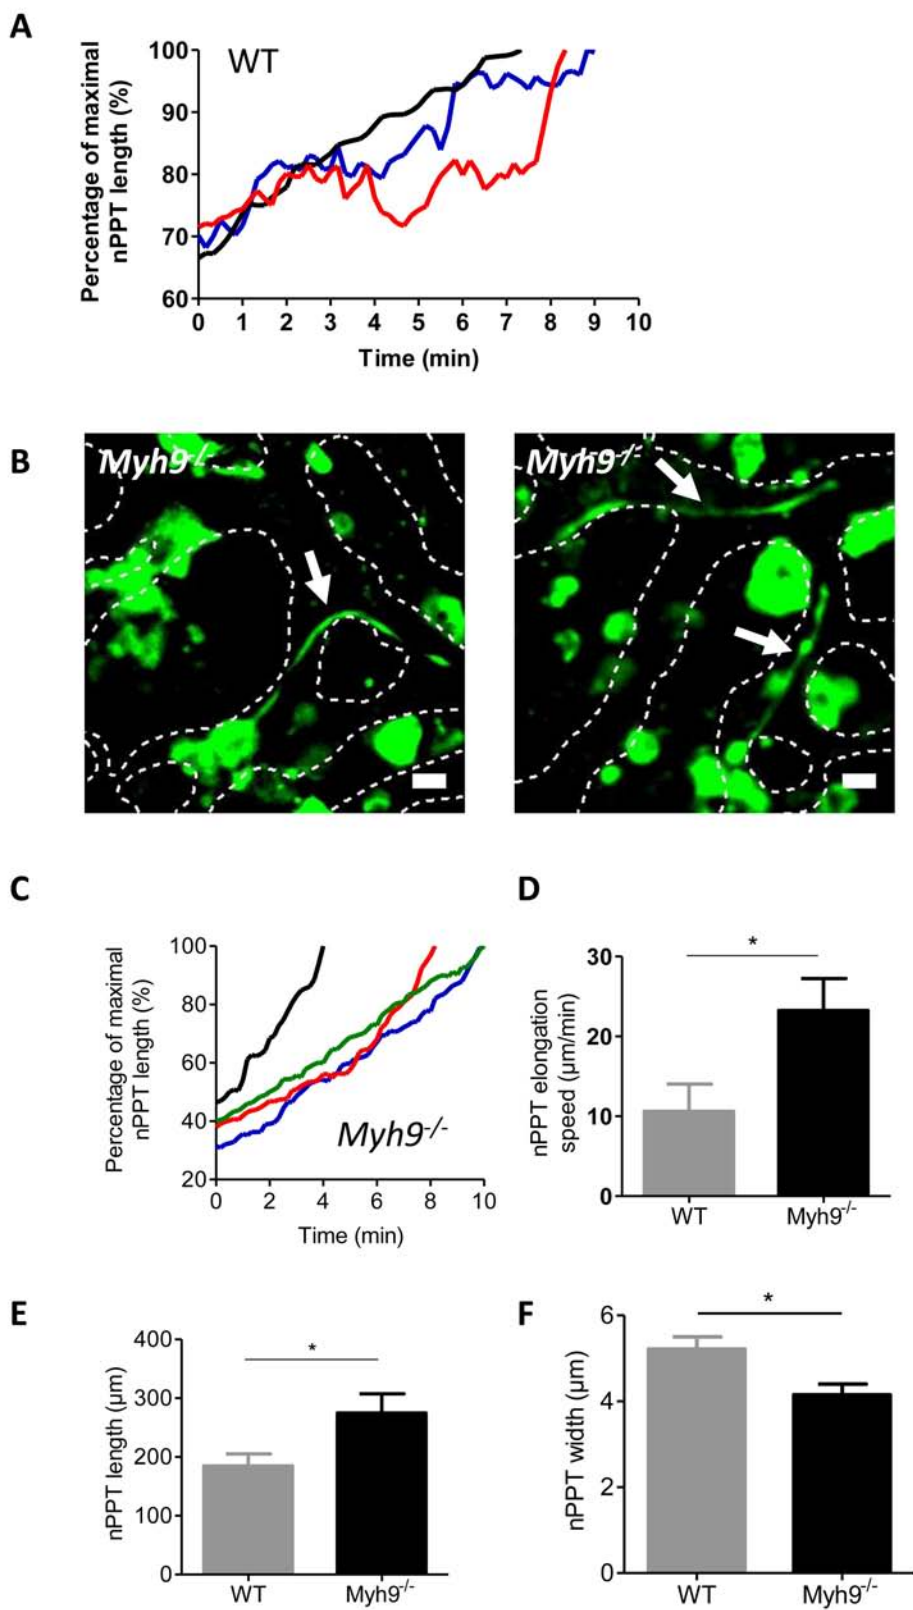 A
WT
Percentage of maximal
nPPT length (%)
100
90
80
70
60
0 1 2 3 4 5 6 7 8 9 10
Time (min)
B
Myh9-/-
Myh9-/-
C
Percentage of maximal
nPPT length (%)
100
80
60
40
20
Myh9-/-
0 2 4 6 8 10
Time (min)
D
nPPT elongation
speed (µm/min)
30
20
10
0
*
WT Myh9-/-
E
nPPT length (µm)
400
300
200
100
0
*
WT Myh9-/-
F
nPPT width (µm)
6
4
2
0
*
WT Myh9-/-